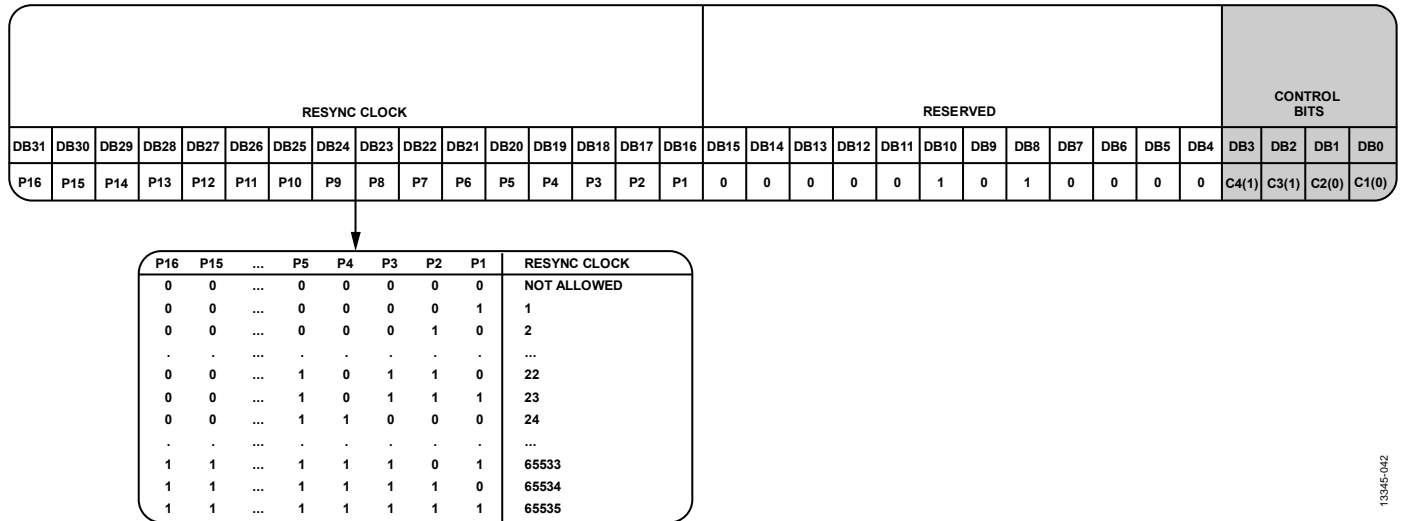 RESYNC CLOCK RESERVED CONTROL BITS
DB31 DB30 DB29 DB28 DB27 DB26 DB25 DB24 DB23 DB22 DB21 DB20 DB19 DB18 DB17 DB16 DB15 DB14 DB13 DB12 DB11 DB10 DB9 DB8 DB7 DB6 DB5 DB4 DB3 DB2 DB1 DB0
P16 P15 P14 P13 P12 P11 P10 P9 P8 P7 P6 P5 P4 P3 P2 P1 0 0 0 0 0 1 0 1 0 0 0 0 C4(1) C3(1) C2(0) C1(0)
P16 P15 ... P5 P4 P3 P2 P1 RESYNC CLOCK
0 0 ... 0 0 0 0 0 NOT ALLOWED
0 0 ... 0 0 0 0 1 1
0 0 ... 0 0 0 1 0 2
. . ... . . . . . ...
0 0 ... 1 0 1 1 0 22
0 0 ... 1 0 1 1 1 23
0 0 ... 1 1 0 0 0 24
. . ... . . . . . ...
1 1 ... 1 1 1 0 1 65533
1 1 ... 1 1 1 1 0 65534
1 1 ... 1 1 1 1 1 65535
13345-042